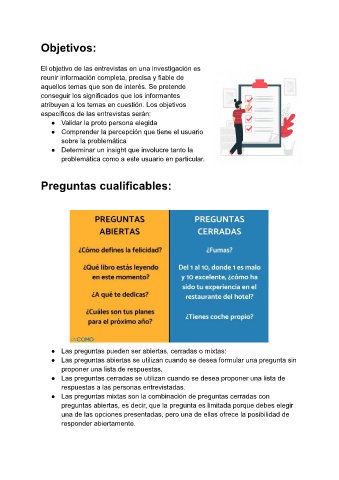 Objetivos:
El objetivo de las entrevistas en una investigación es
reunir información completa, precisa y fiable de
aquellos temas que son de interés. Se pretende
conseguir los significados que los informantes
atribuyen a los temas en cuestión. Los objetivos
específicos de las entrevistas serán:
● Validar la proto persona elegida
● Comprender la percepción que tiene el usuario
sobre la problemática
● Determinar un insight que involucre tanto la
problemática como a este usuario en particular.
Preguntas cualificables:
PREGUNTAS
ABIERTAS
¿Cómo defines la felicidad?
¿Qué libro estás leyendo
en este momento?
¿A qué te dedicas?
¿Cuáles son tus planes
para el próximo año?
UNCOMO
PREGUNTAS
CERRADAS
¿Fumas?
Del 1 al 10, donde 1 es malo
y 10 excelente, ¿cómo ha
sido tu experiencia en el
restaurante del hotel?
¿Tienes coche propio?
● Las preguntas pueden ser abiertas, cerradas o mixtas:
● Las preguntas abiertas se utilizan cuando se desea formular una pregunta sin
proponer una lista de respuestas.
● Las preguntas cerradas se utilizan cuando se desea proponer una lista de
respuestas a las personas entrevistadas.
● Las preguntas mixtas son la combinación de preguntas cerradas con
preguntas abiertas, es decir, que la pregunta es limitada porque debes elegir
una de las opciones presentadas, pero una de ellas ofrece la posibilidad de
responder abiertamente.